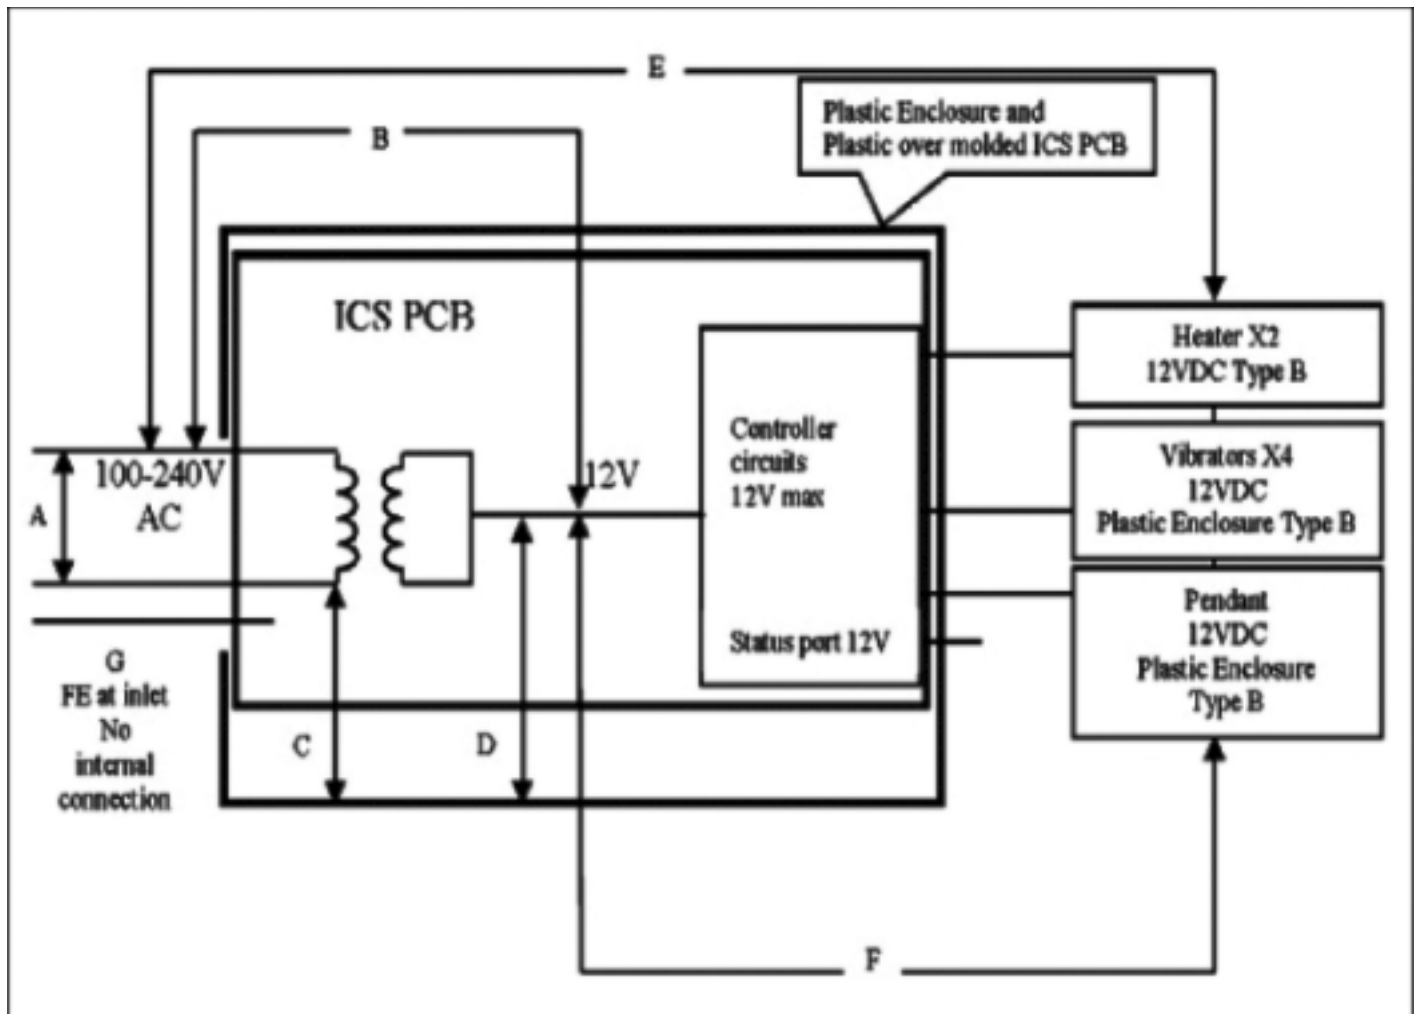 E
B
Plastic Enclosure and
Plastic over molded ICS PCB
ICS PCB
Heater X2
12VDC Type B
Controller
circuits
12V max
Vibrators X4
12VDC
Plastic Enclosure Type B
100-240V
AC
A
12V
Pendant
12VDC
Plastic Enclosure
Type B
Status port 12V
G
FE at inlet
No
internal
connection
C
D
F